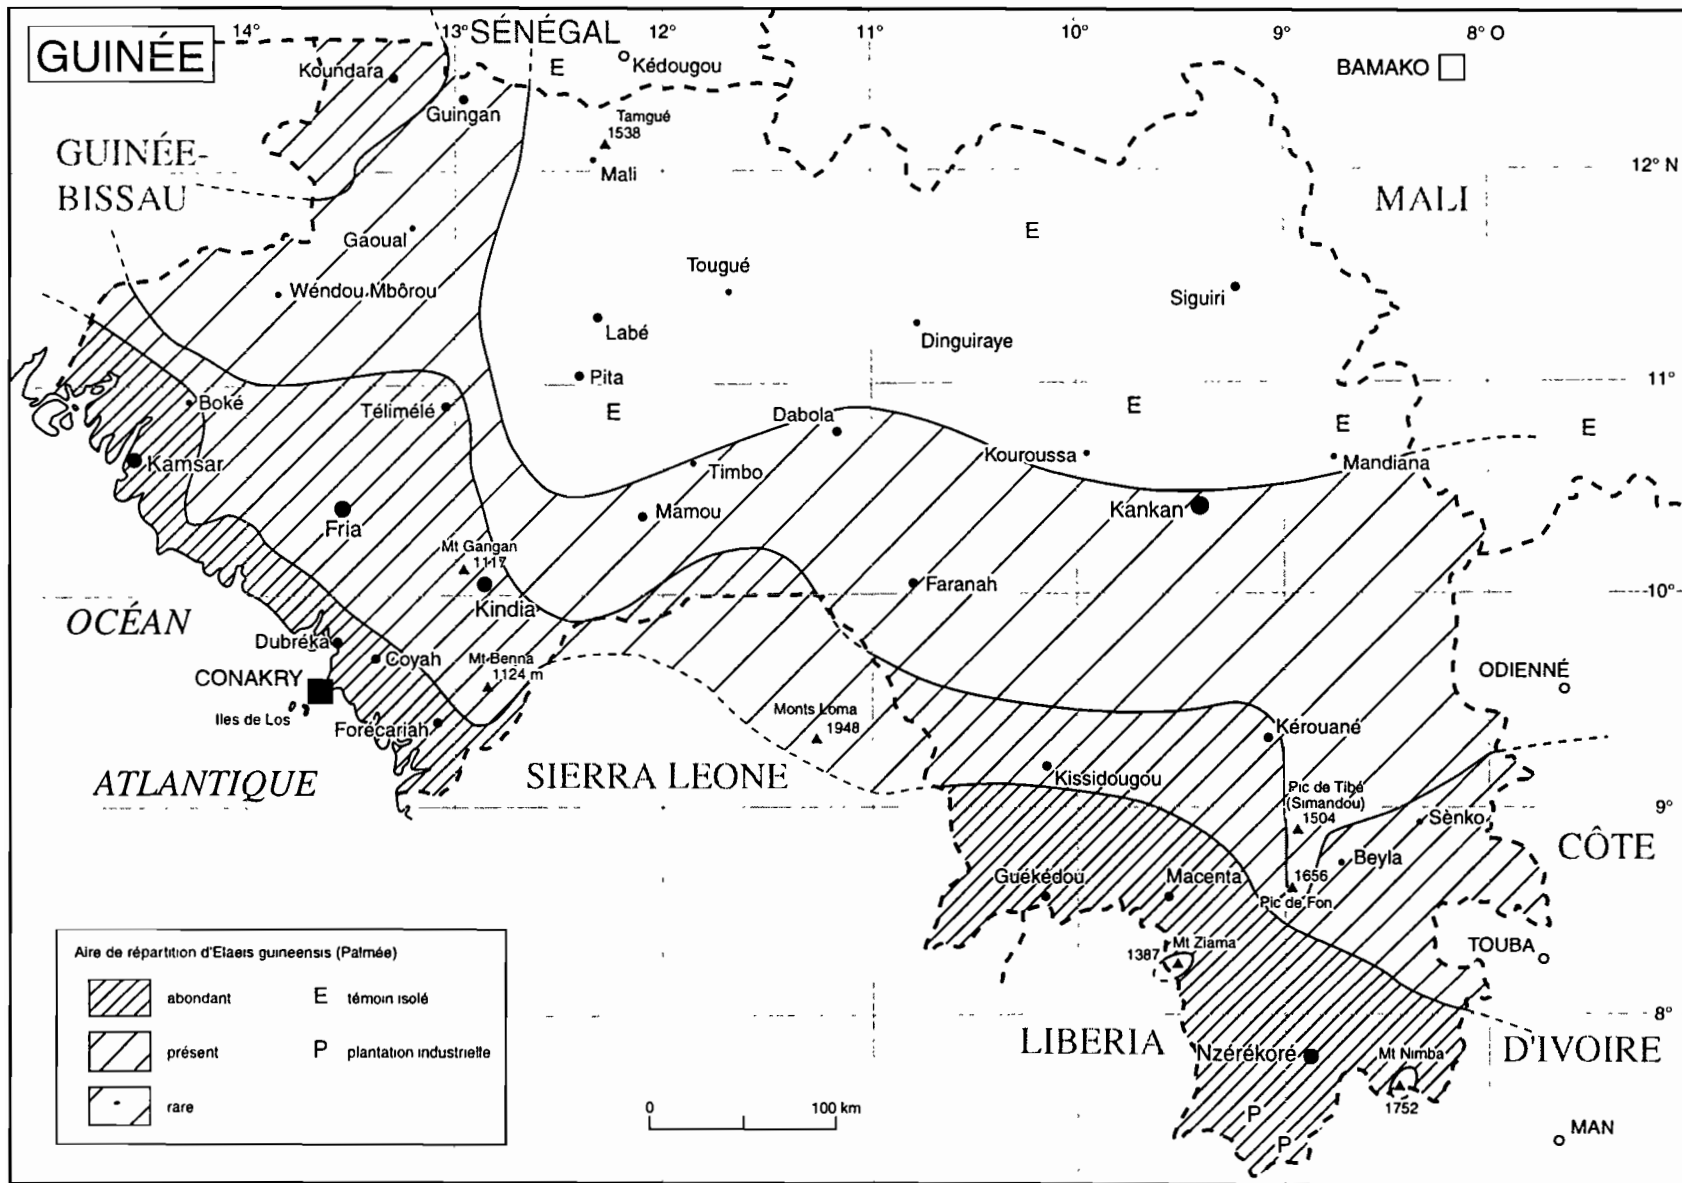 14°
13°
SÉNÉGAL
12°
11°
10°
9°
8° O
GUINÉE
Koundara
E
Kédougou
BAMAKO
Guingan
Tamgué
1538
GUINÉE-
BISSAU
Mali
12° N
MALI
Gaoual
E
Tougué
Wéndou Mbôrou
Siguiri
Labé
Dinguiraye
Pita
11°
Boké
Télimélé
E
Dabola
E
E
E
Kamsar
Timbo
Kouroussa
Mandiana
Fria
Mamou
Kankan
Mt Gangan
1117
Kindia
Faranah
10°
OCÉAN
Dubréka
Coyah
Mt Benna
1124 m
CONAKRY
ODIENNÉ
Iles de Los
Forécariah
Monts Loma
1948
Kérouané
ATLANTIQUE
SIERRA LEONE
Kissidougou
Pic de Tibé
(Simandou)
1504
9°
Sènko
CÔTE
Beyla
Guékédou
Macenta
1656
Pic de Fon
Mt Ziama
1387
TOUBA
Aire de répartition d'Elaeis guineensis (Palmée)
abondant
E témoin isolé
présent
P plantation industrielle
rare
8°
LIBERIA
Nzérékoré
Mt Nimba
D'IVOIRE
1752
0
100 km
P
P
MAN